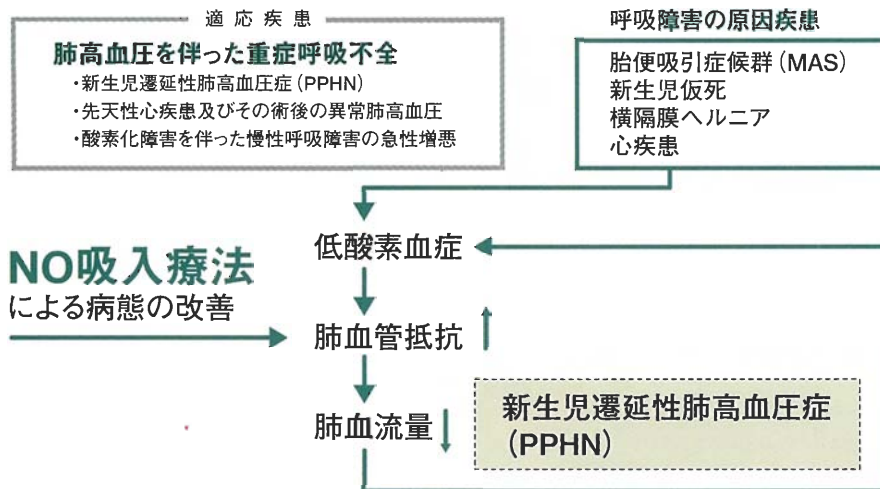 適応疾患
肺高血圧を伴った重症呼吸不全
・新生児遷延性肺高血圧症(PPHN)
・先天性心疾患及びその術後の異常肺高血圧
・酸素化障害を伴った慢性呼吸障害の急性増悪
呼吸障害の原因疾患
胎便吸引症候群(MAS)
新生児仮死
横隔膜ヘルニア
心疾患
低酸素血症
NO吸入療法
による病態の改善
肺血管抵抗
肺血流量
新生児遷延性肺高血圧症
(PPHN)